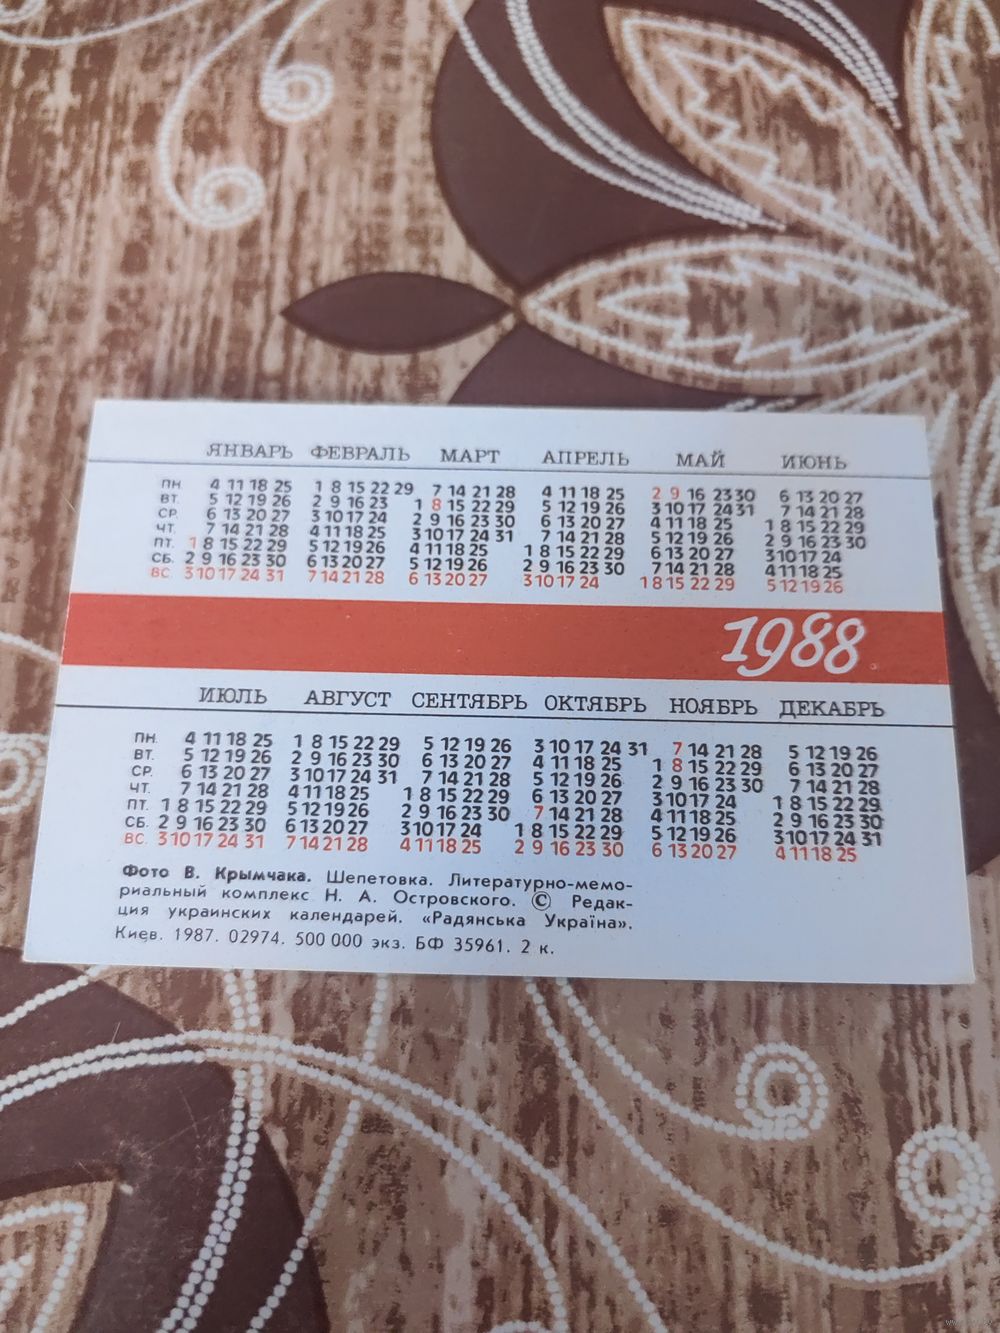 ЯНВАРЬ ФЕВРАЛЬ МАРТ АПРЕЛЬ МАЙ ИЮНЬ
ПН 4 11 18 25 1 8 15 22 29 7 14 21 28 4 11 18 25 2 9 16 23 30 6 13 20 27
ВТ. 5 12 19 26 2 9 16 23 1 8 15 22 29 5 12 19 26 3 10 17 24 31 7 14 21 28
СР. 6 13 20 27 3 10 17 24 2 9 16 23 30 6 13 20 27 4 11 18 25 1 8 15 22 29
ЧТ. 7 14 21 28 4 11 18 25 3 10 17 24 31 7 14 21 28 5 12 19 26 2 9 16 23 30
ПТ. 1 8 15 22 29 5 12 19 26 4 11 18 25 1 8 15 22 29 6 13 20 27 3 10 17 24
СБ. 2 9 16 23 30 6 13 20 27 5 12 19 26 2 9 16 23 30 7 14 21 28 4 11 18 25
ВС. 3 10 17 24 31 7 14 21 28 6 13 20 27 3 10 17 24 1 8 15 22 29 5 12 19 26
1988
ИЮЛЬ АВГУСТ СЕНТЯБРЬ ОКТЯБРЬ НОЯБРЬ ДЕКАБРЬ
ПН. 4 11 18 25 1 8 15 22 29 5 12 19 26 3 10 17 24 31 7 14 21 28 5 12 19 26
ВТ. 5 12 19 26 2 9 16 23 30 6 13 20 27 4 11 18 25 1 8 15 22 29 6 13 20 27
СР. 6 13 20 27 3 10 17 24 31 7 14 21 28 5 12 19 26 2 9 16 23 30 7 14 21 28
ЧТ. 7 14 21 28 4 11 18 25 1 8 15 22 29 6 13 20 27 3 10 17 24 1 8 15 22 29
ПТ. 1 8 15 22 29 5 12 19 26 2 9 16 23 30 7 14 21 28 4 11 18 25 2 9 16 23 30
СБ. 2 9 16 23 30 6 13 20 27 3 10 17 24 1 8 15 22 29 5 12 19 26 3 10 17 24 31
ВС. 3 10 17 24 31 7 14 21 28 4 11 18 25 2 9 16 23 30 6 13 20 27 4 11 18 25
Фото В. Крымчака. Шепетовка. Литературно-мемо-
риальный комплекс Н. А. Островского. © Редак-
ция украинских календарей. «Радянська Україна».
Киев. 1987. 02974. 500 000 экз. БФ 35961. 2 к.